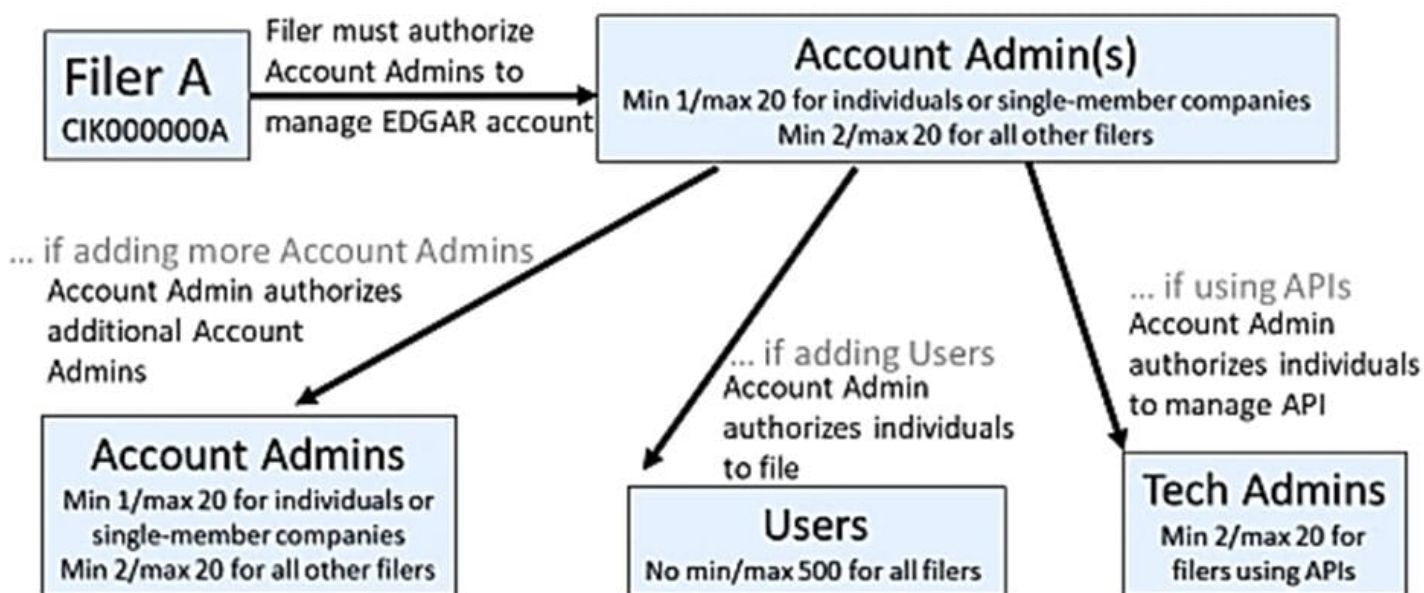 Filer A
CIK000000A
Filer must authorize
Account Admins to
manage EDGAR account
Account Admin(s)
Min 1/max 20 for individuals or single-member companies
Min 2/max 20 for all other filers
... if adding more Account Admins
Account Admin authorizes
additional Account
Admins
... if adding Users
Account Admin
authorizes individuals
to file
... if using APIs
Account Admin
authorizes individuals
to manage API
Account Admins
Min 1/max 20 for individuals or
single-member companies
Min 2/max 20 for all other filers
Users
No min/max 500 for all filers
Tech Admins
Min 2/max 20 for
filers using APIs